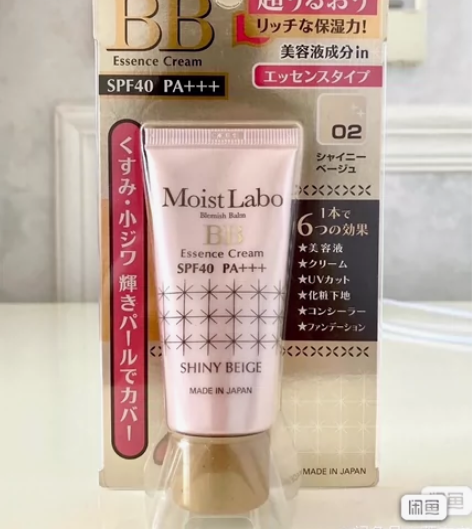 BB
超うるおう
リッチな保湿力!
Essence Cream
美容液成分in
SPF40 PA+++
エッセンスタイプ
02
シャイニー
ベージュ
くすみ・小ジワ 輝きパールでカバー
Moist Labo
Blemish Balm
BB
Essence Cream
SPF40 PA+++
SHINY BEIGE
MADE IN JAPAN
1本で
6つの効果
★美容液
★クリーム
★UVカット
★化粧下地
★コンシーラー
★ファンデーション
MADE IN JAPAN
闲鱼